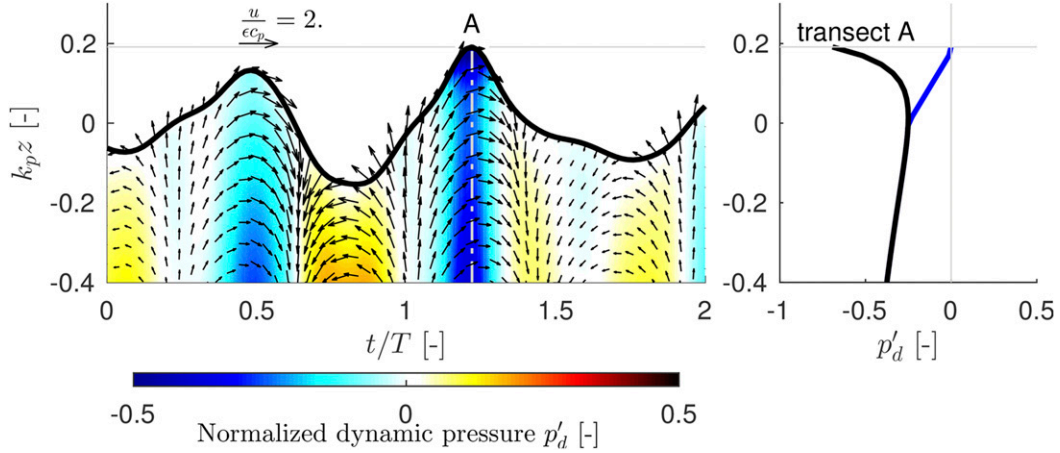 u/ϵc_p = 2.
A
0.2
0
-0.2
-0.4
k_p z [-]
0
0.5
1
1.5
2
t/T [-]
transect A
0.2
0
-0.2
-0.4
-1
-0.5
0
0.5
p'_d [-]
-0.5
0
0.5
Normalized dynamic pressure p'_d [-]